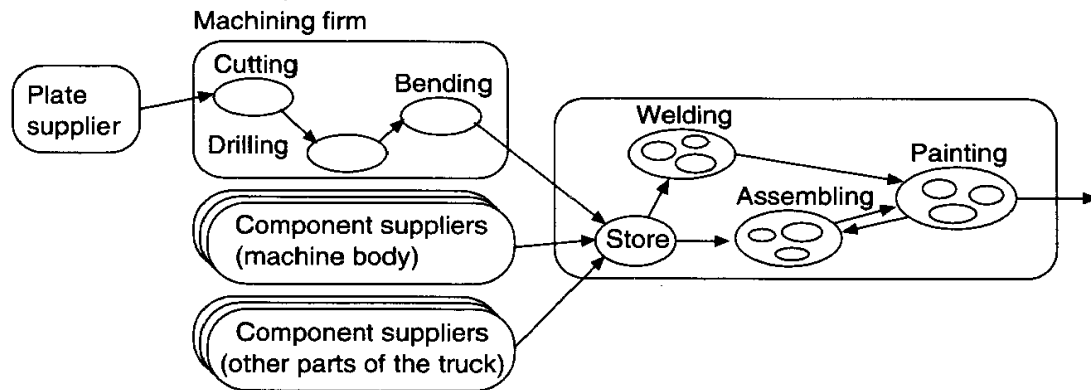 Machining firm
Cutting
Bending
Plate
supplier
Drilling
Welding
Painting
Assembling
Store
Component suppliers
(machine body)
Component suppliers
(other parts of the truck)